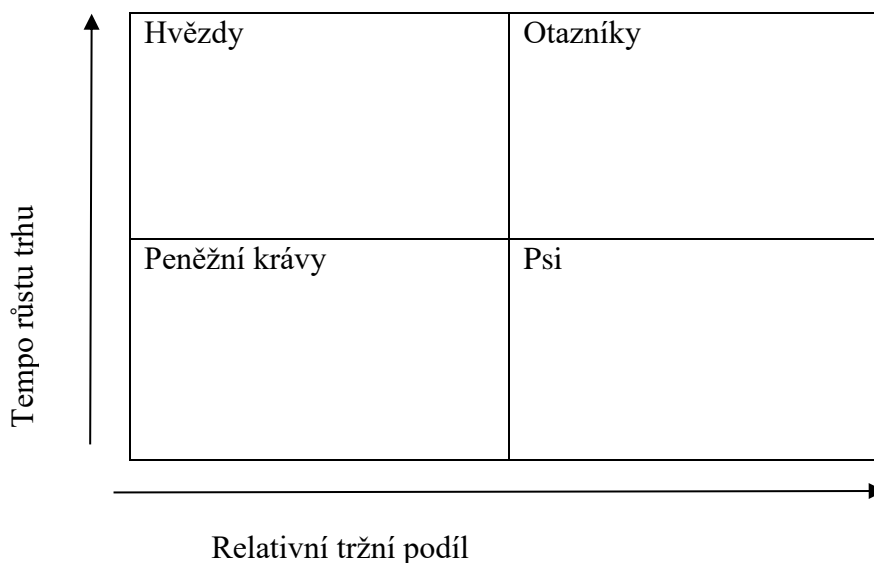 Hvězdy
Otazníky
Peněžní krávy
Psi
Tempo růstu trhu
Relativní tržní podíl